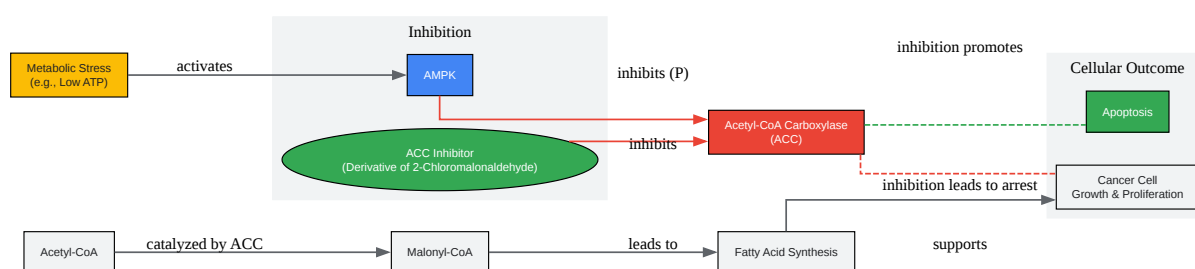 Inhibition
inhibition promotes
Metabolic Stress
(e.g., Low ATP)
activates
AMPK
inhibits (P)
Cellular Outcome
Apoptosis
Acetyl-CoA Carboxylase
(ACC)
inhibits
ACC Inhibitor
(Derivative of 2-Chloromalonaldehyde)
inhibition leads to arrest
Cancer Cell
Growth & Proliferation
Acetyl-CoA
catalyzed by ACC
Malonyl-CoA
leads to
Fatty Acid Synthesis
supports